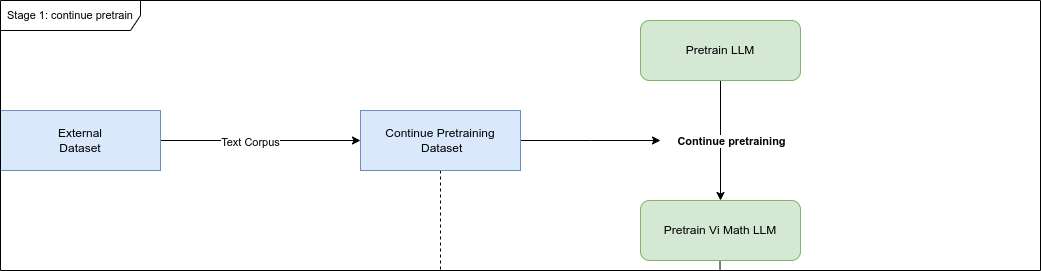 Stage 1: continue pretrain
Pretrain LLM
External
Dataset
Text Corpus
Continue Pretraining
Dataset
Continue pretraining
Pretrain Vi Math LLM